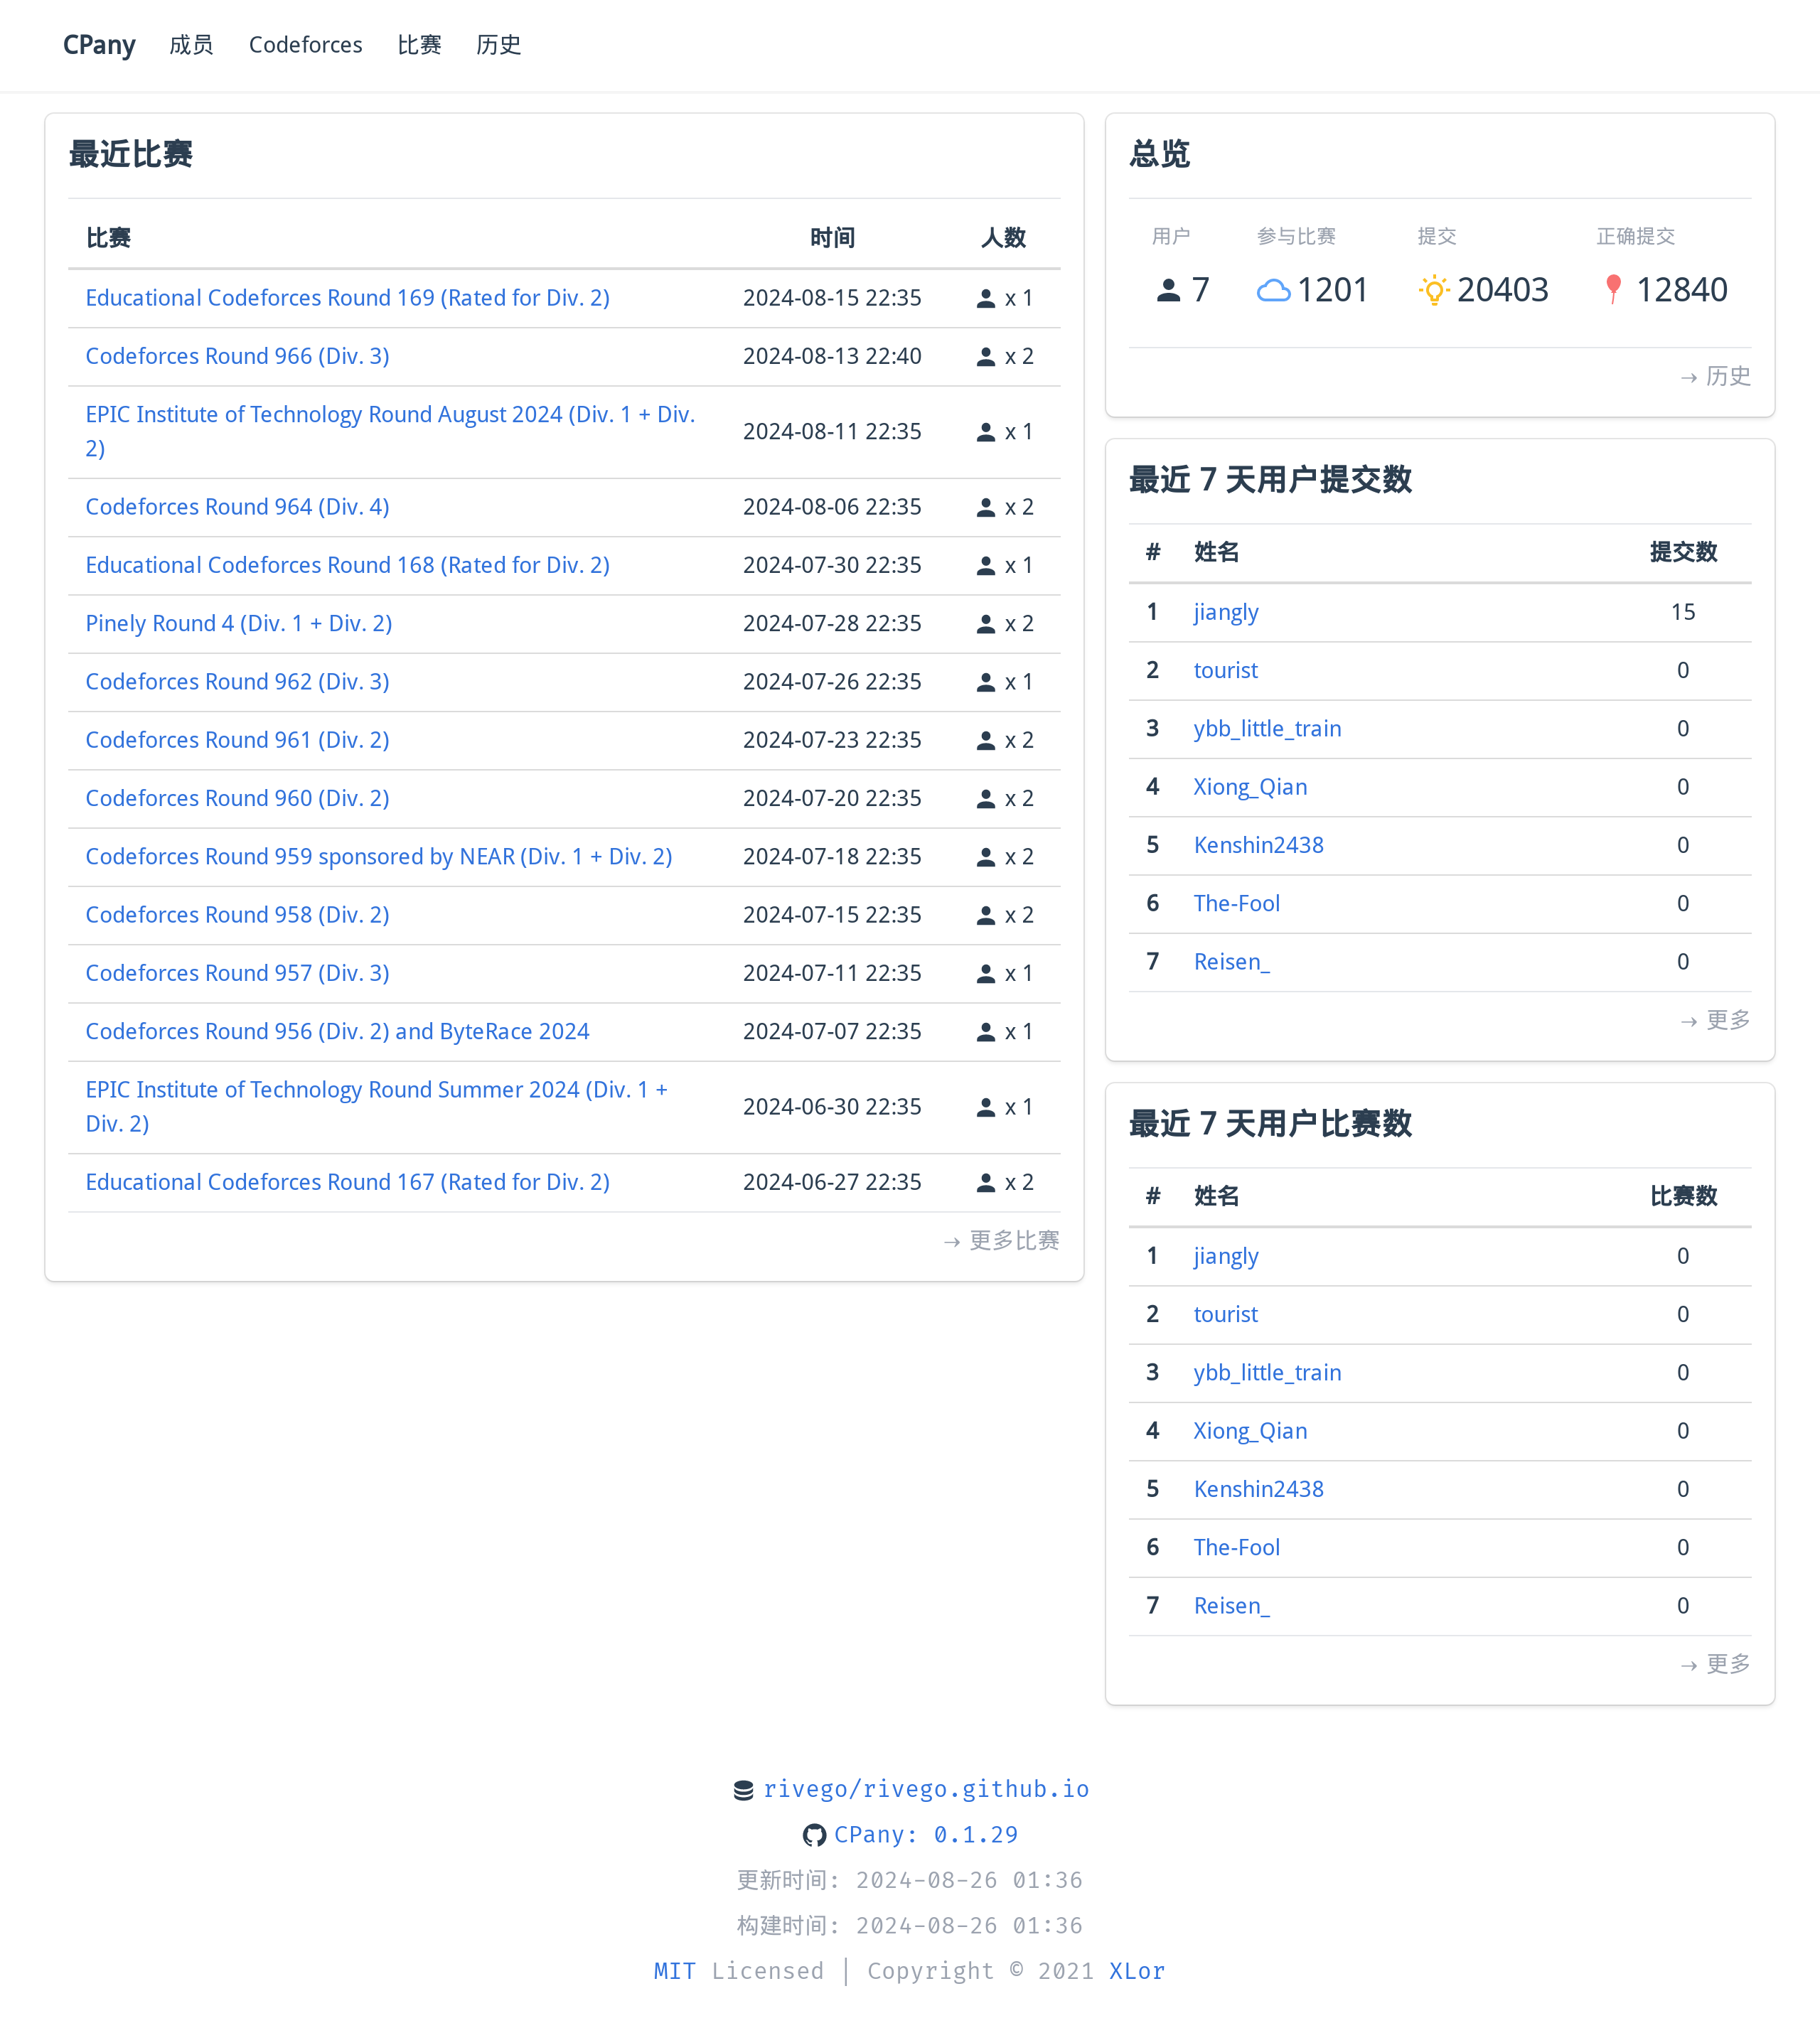 CPany 成员 Codeforces 比赛 历史
最近比赛
比赛 时间 人数
Educational Codeforces Round 169 (Rated for Div. 2) 2024-08-15 22:35 x 1
Codeforces Round 966 (Div. 3) 2024-08-13 22:40 x 2
EPIC Institute of Technology Round August 2024 (Div. 1 + Div.
2) 2024-08-11 22:35 x 1
Codeforces Round 964 (Div. 4) 2024-08-06 22:35 x 2
Educational Codeforces Round 168 (Rated for Div. 2) 2024-07-30 22:35 x 1
Pinely Round 4 (Div. 1 + Div. 2) 2024-07-28 22:35 x 2
Codeforces Round 962 (Div. 3) 2024-07-26 22:35 x 1
Codeforces Round 961 (Div. 2) 2024-07-23 22:35 x 2
Codeforces Round 960 (Div. 2) 2024-07-20 22:35 x 2
Codeforces Round 959 sponsored by NEAR (Div. 1 + Div. 2) 2024-07-18 22:35 x 2
Codeforces Round 958 (Div. 2) 2024-07-15 22:35 x 2
Codeforces Round 957 (Div. 3) 2024-07-11 22:35 x 1
Codeforces Round 956 (Div. 2) and ByteRace 2024 2024-07-07 22:35 x 1
EPIC Institute of Technology Round Summer 2024 (Div. 1 +
Div. 2) 2024-06-30 22:35 x 1
Educational Codeforces Round 167 (Rated for Div. 2) 2024-06-27 22:35 x 2
→ 更多比赛
总览
用户 参与比赛 提交 正确提交
7 1201 20403 12840
→ 历史
最近 7 天用户提交数
# 姓名 提交数
1 jiangly 15
2 tourist 0
3 ybb_little_train 0
4 Xiong_Qian 0
5 Kenshin2438 0
6 The-Fool 0
7 Reisen_ 0
→ 更多
最近 7 天用户比赛数
# 姓名 比赛数
1 jiangly 0
2 tourist 0
3 ybb_little_train 0
4 Xiong_Qian 0
5 Kenshin2438 0
6 The-Fool 0
7 Reisen_ 0
→ 更多
rivego/rivego.github.io
CPany: 0.1.29
更新时间: 2024-08-26 01:36
构建时间: 2024-08-26 01:36
MIT Licensed | Copyright © 2021 XLor